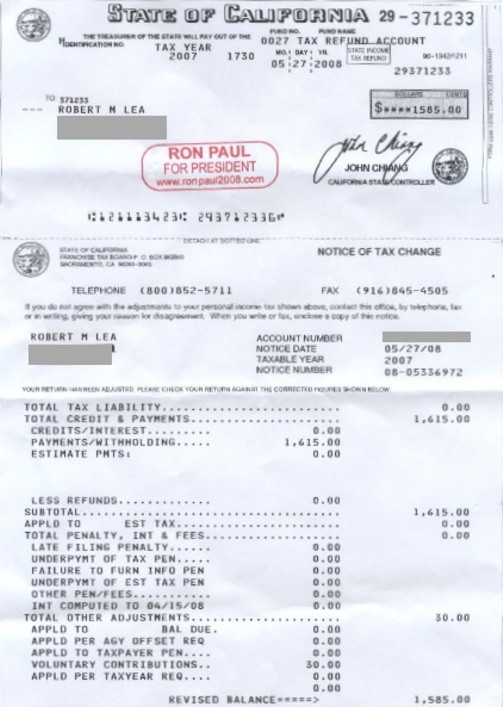 STATE OF CALIFORNIA 29-371233
THE TREASURER OF THE STATE WILL PAY OUT OF THE FUND NO. FUND NAME
IDENTIFICATION NO. 0027 TAX REFUND ACCOUNT
TAX YEAR MO. DAY YR. STATE INCOME TAX REFUND 90-1342/1211
2007 1730 05 27 2008
29371233
TO 371233
--- ROBERT M LEA
DOLLARS CENTS
$****1585.00
RON PAUL
FOR PRESIDENT
www.ronpaul2008.com
John Chiang
JOHN CHIANG
CALIFORNIA STATE CONTROLLER
⑆121113423⑆ 293712336⑈
DETACH AT DOTTED LINE
STATE OF CALIFORNIA
FRANCHISE TAX BOARD P. O. BOX
SACRAMENTO, CA
NOTICE OF TAX CHANGE
TELEPHONE (800)852-5711 FAX (916)845-4505
If you do not agree with the adjustments to your personal income tax shown above, contact this office, by telephone, fax
or in writing, giving your reason for disagreement. When you write or fax, enclose a copy of this notice.
ROBERT M LEA
ACCOUNT NUMBER
NOTICE DATE 05/27/08
TAXABLE YEAR 2007
NOTICE NUMBER 08-05336972
YOUR RETURN HAS BEEN ADJUSTED. PLEASE CHECK YOUR RETURN AGAINST THE CORRECTED FIGURES SHOWN BELOW.
TOTAL TAX LIABILITY........................ 0.00
TOTAL CREDIT & PAYMENTS.................... 1,615.00
CREDITS/INTEREST......... 0.00
PAYMENTS/WITHHOLDING..... 1,615.00
ESTIMATE PMTS: 0.00
LESS REFUNDS............. 0.00
SUBTOTAL................................... 1,615.00
APPLD TO EST TAX....................... 0.00
TOTAL PENALTY, INT & FEES.................. 0.00
LATE FILING PENALTY...... 0.00
UNDERPYMT OF TAX PEN..... 0.00
FAILURE TO FURN INFO PEN 0.00
UNDERPYMT OF EST TAX PEN 0.00
OTHER PEN/FEES........... 0.00
INT COMPUTED TO 04/15/08 0.00
TOTAL OTHER ADJUSTMENTS.................... 30.00
APPLD TO BAL DUE. 0.00
APPLD PER AGY OFFSET REQ 0.00
APPLD TO TAXPAYER PEN.... 0.00
VOLUNTARY CONTRIBUTIONS.. 30.00
APPLD PER TAXYEAR REQ.... 0.00
0.00
REVISED BALANCE=====> 1,585.00